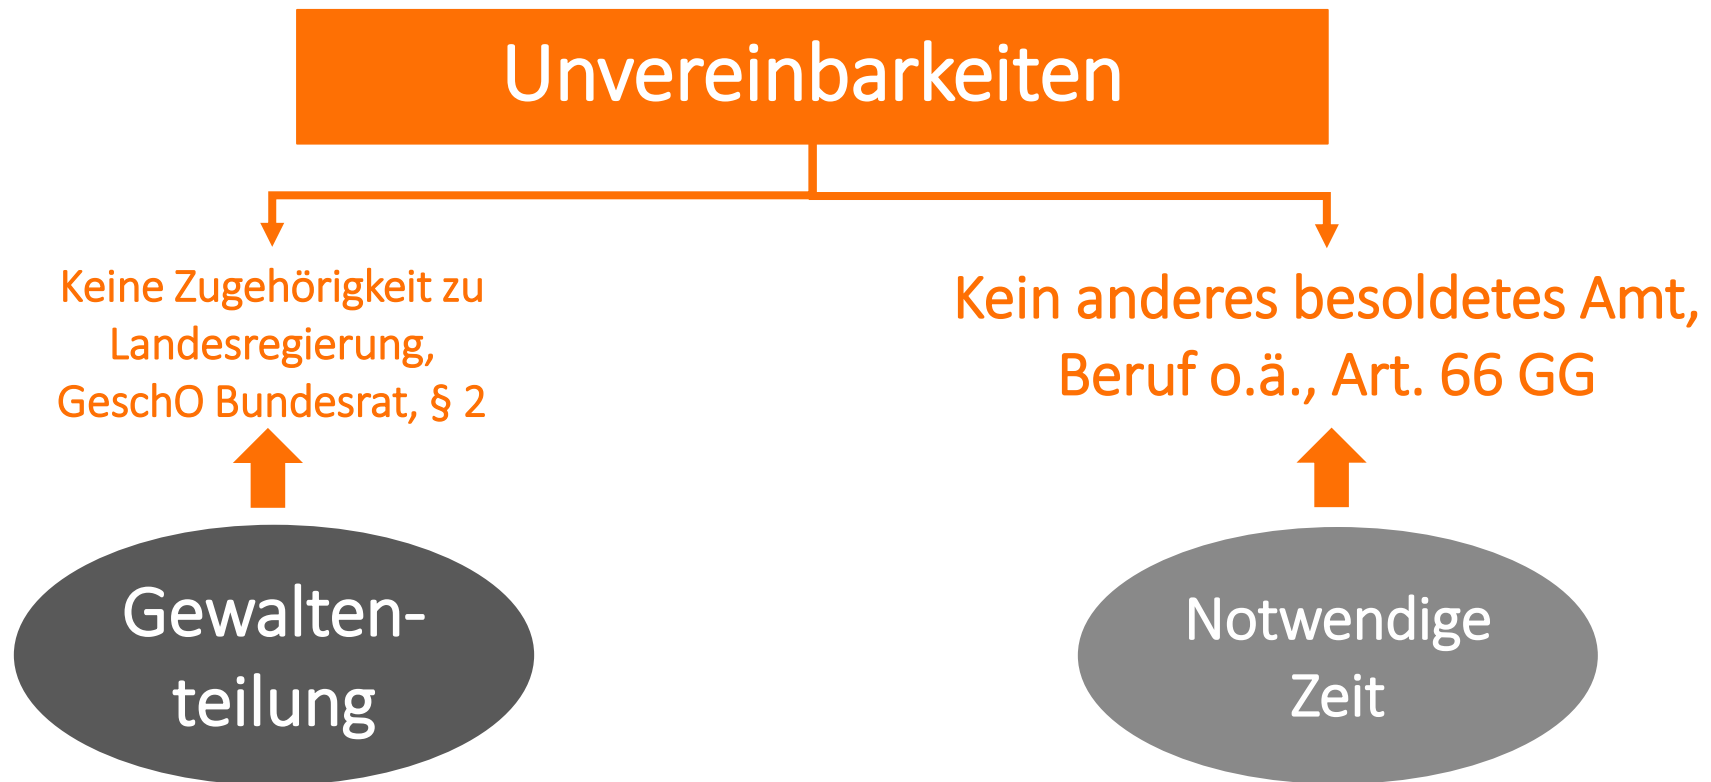 Unvereinbarkeiten
Keine Zugehörigkeit zu
Landesregierung,
GeschO Bundesrat, § 2
Kein anderes besoldetes Amt,
Beruf o.ä., Art. 66 GG
Gewalten-
teilung
Notwendige
Zeit